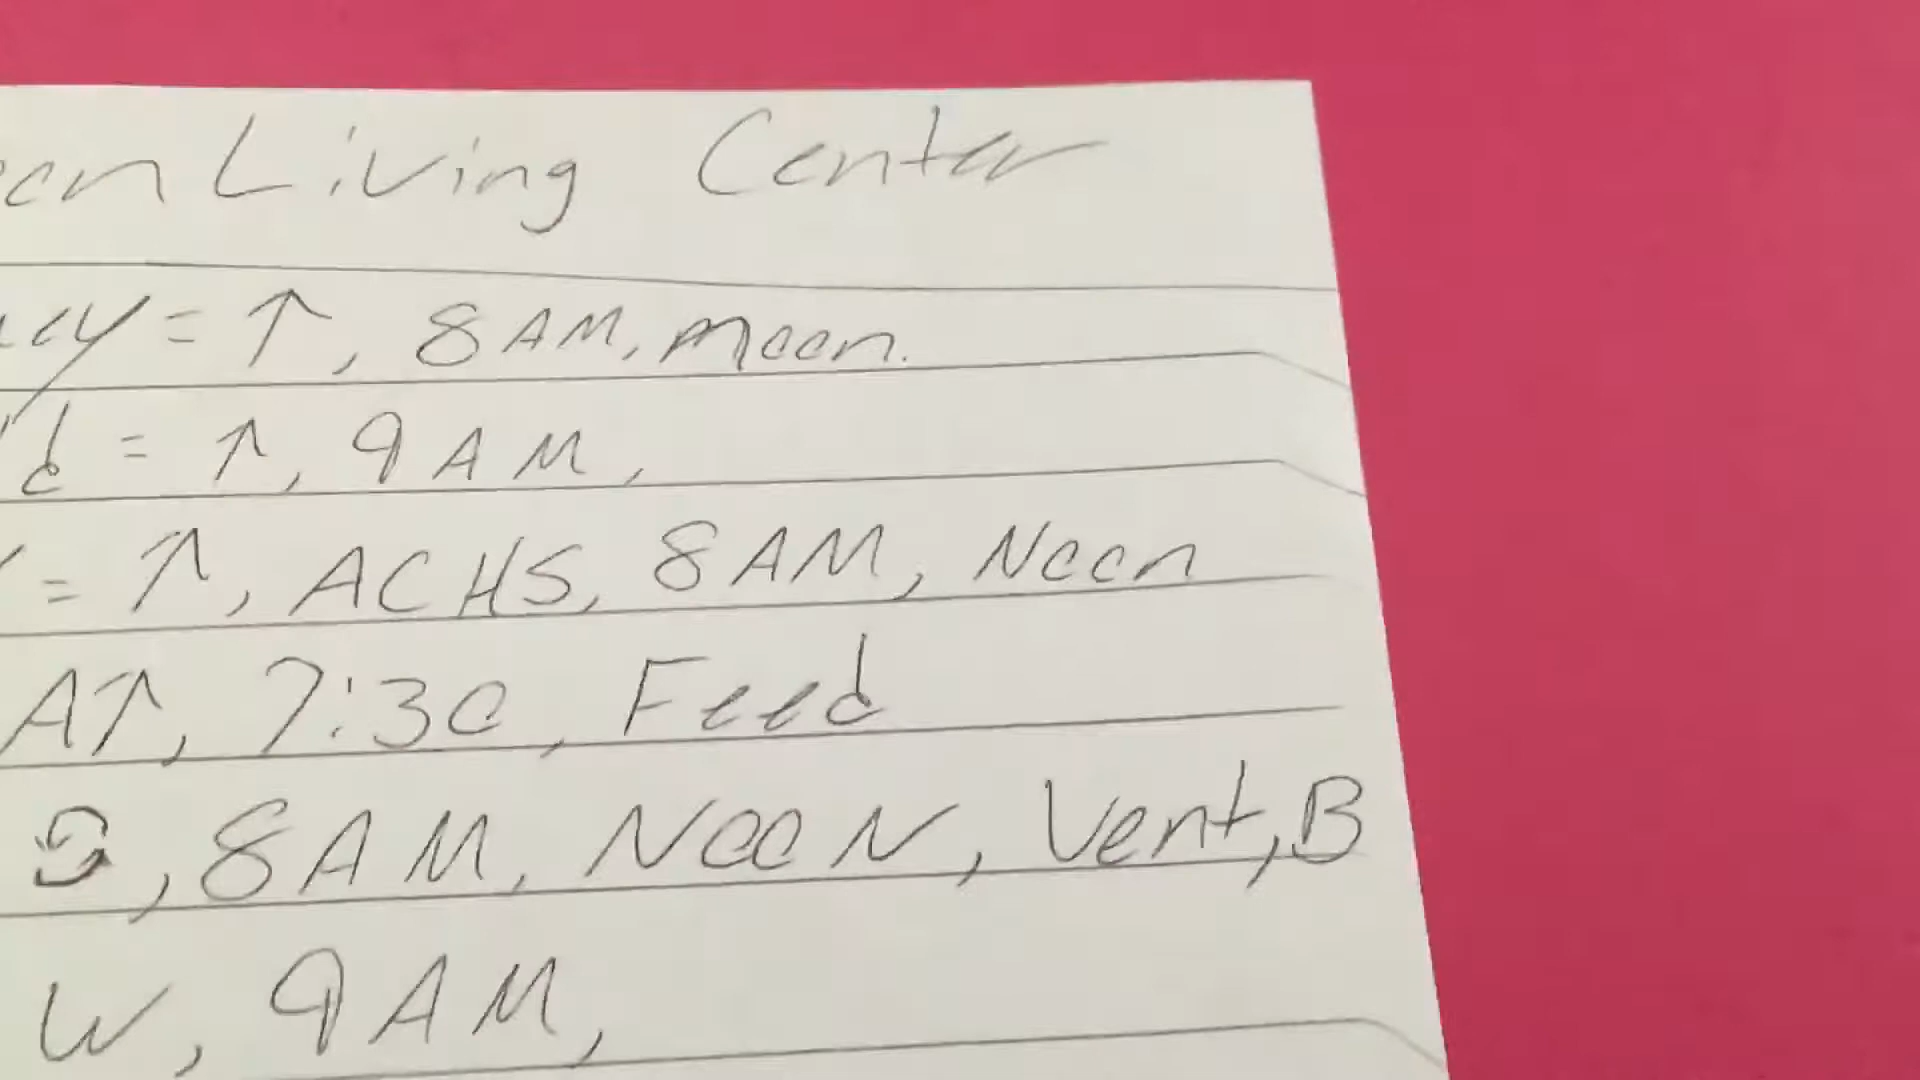 Living Center
= ↑, 8 AM, noon.
= ↑, 9 AM,
= ↑, ACHS, 8 AM, Noon
A↑, 7:30, Feed
, 8 AM, NOON, Vent, B
W, 9 AM,